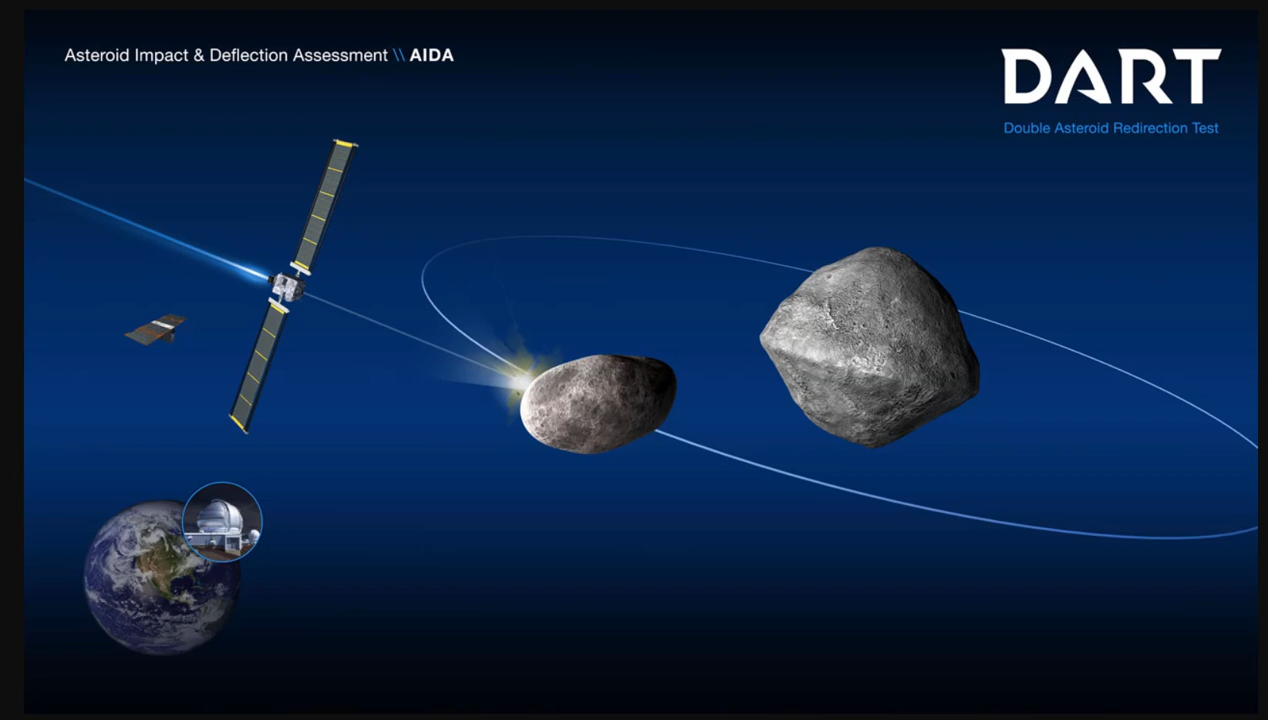 Asteroid Impact & Deflection Assessment \\ AIDA
DART
Double Asteroid Redirection Test